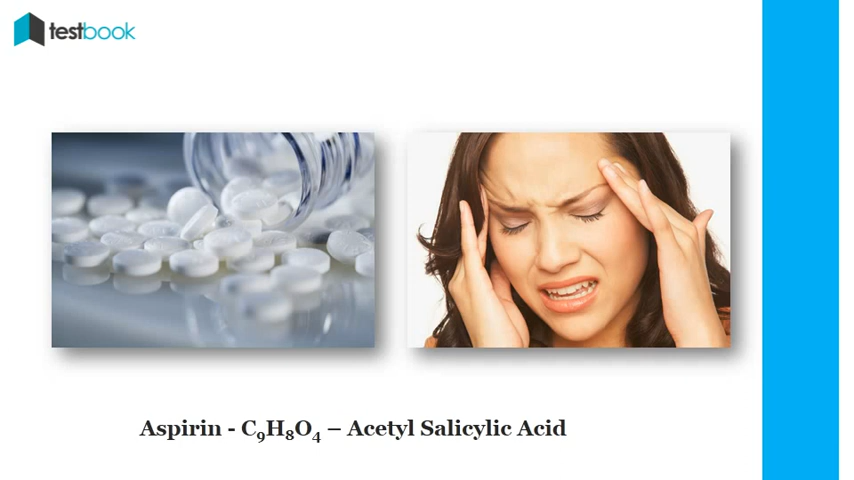 testbook
Aspirin - C₉H₈O₄ – Acetyl Salicylic Acid